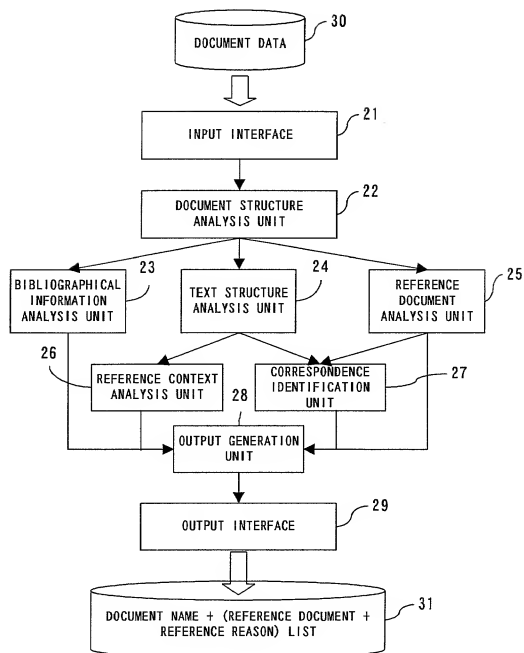 30
DOCUMENT DATA
21
INPUT INTERFACE
22
DOCUMENT STRUCTURE
ANALYSIS UNIT
23
BIBLIOGRAPHICAL
INFORMATION
ANALYSIS UNIT
24
TEXT STRUCTURE
ANALYSIS UNIT
25
REFERENCE
DOCUMENT
ANALYSIS UNIT
26
REFERENCE CONTEXT
ANALYSIS UNIT
CORRESPONDENCE
IDENTIFICATION
UNIT
27
28
OUTPUT GENERATION
UNIT
29
OUTPUT INTERFACE
31
DOCUMENT NAME + (REFERENCE DOCUMENT +
REFERENCE REASON) LIST